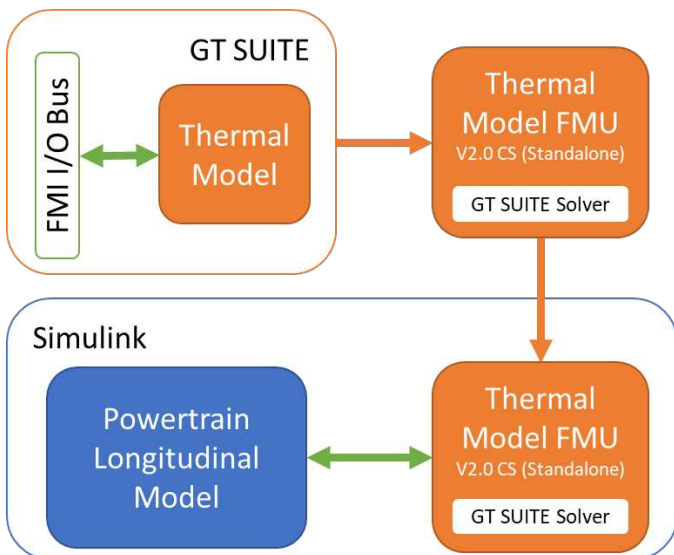 GT SUITE
FMI I/O Bus
Thermal
Model
Thermal
Model FMU
V2.0 CS (Standalone)
GT SUITE Solver
Simulink
Powertrain
Longitudinal
Model
Thermal
Model FMU
V2.0 CS (Standalone)
GT SUITE Solver